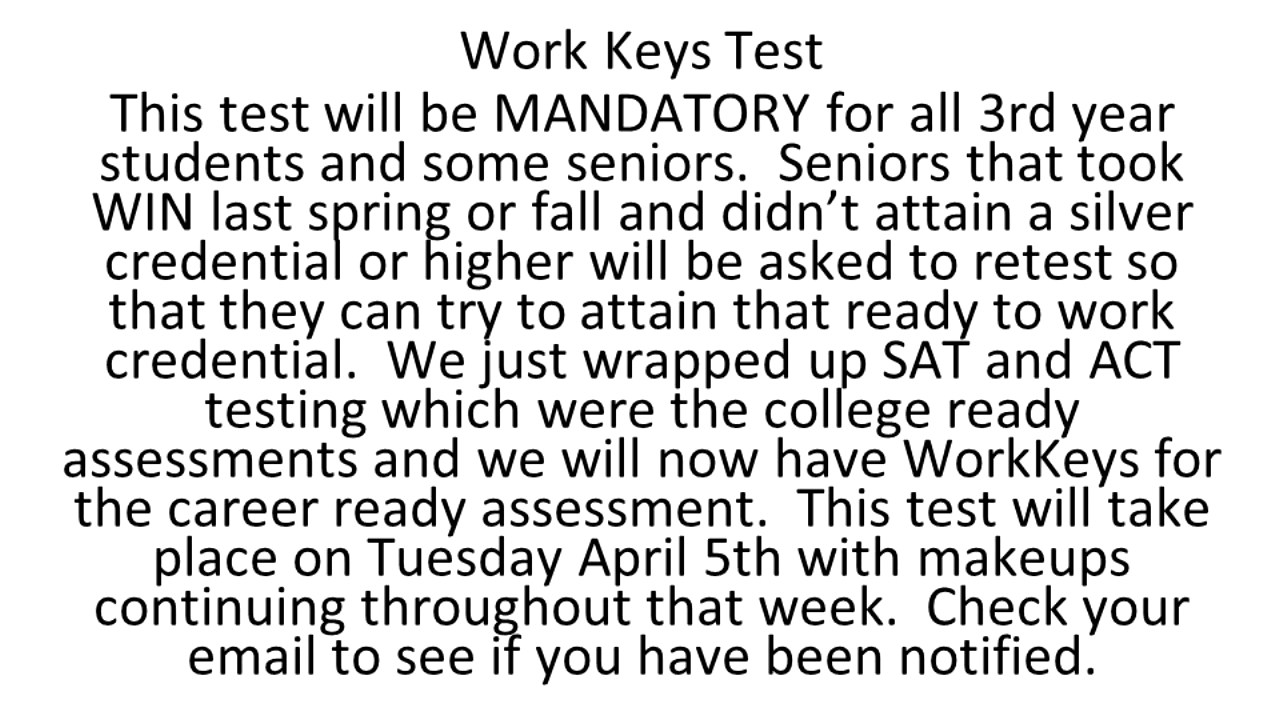 Work Keys Test
This test will be MANDATORY for all 3rd year
students and some seniors.  Seniors that took
WIN last spring or fall and didn’t attain a silver
credential or higher will be asked to retest so
that they can try to attain that ready to work
credential.  We just wrapped up SAT and ACT
testing which were the college ready
assessments and we will now have WorkKeys for
the career ready assessment.  This test will take
place on Tuesday April 5th with makeups
continuing throughout that week.  Check your
email to see if you have been notified.